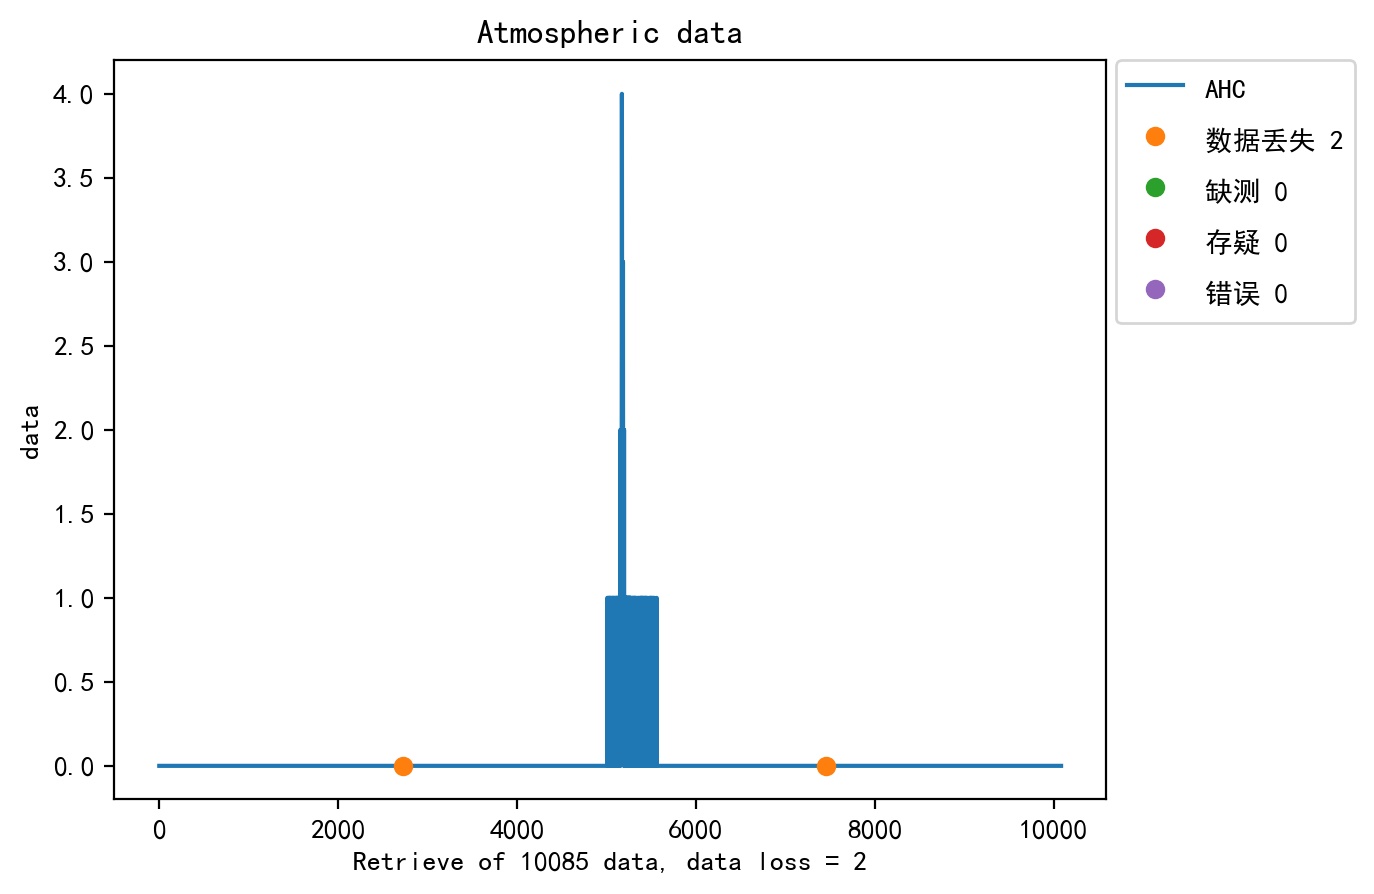 Atmospheric data
4.0
3.5
3.0
2.5
2.0
1.5
1.0
0.5
0.0
data
0 2000 4000 6000 8000 10000
Retrieve of 10085 data, data loss = 2
AHC
数据丢失 2
缺测 0
存疑 0
错误 0